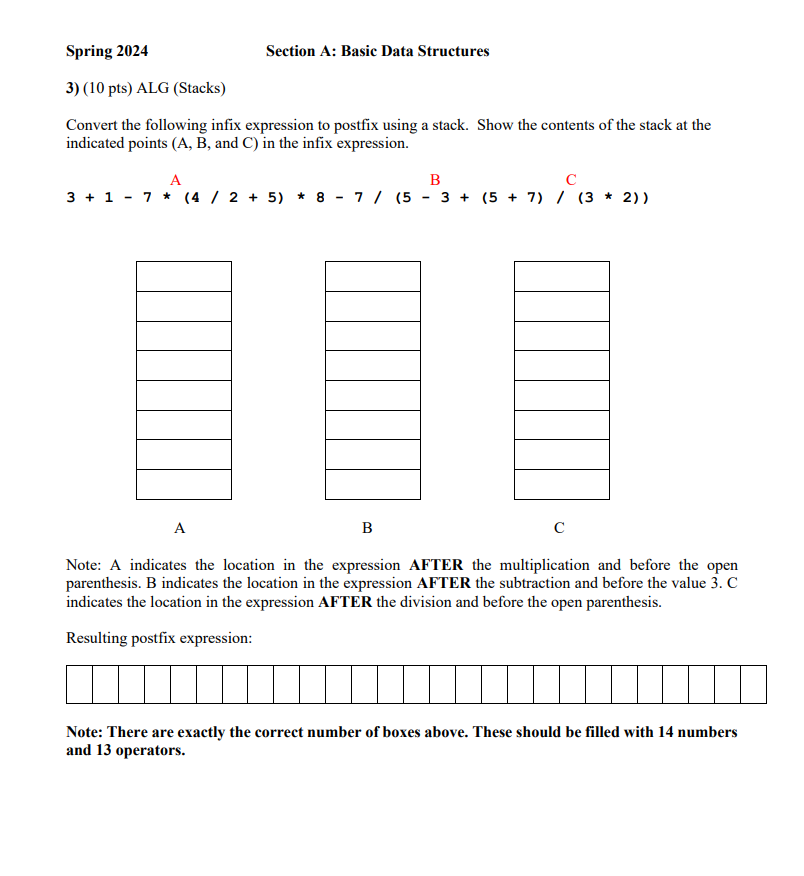 Spring 2024 Section A: Basic Data Structures
3) (10 pts) ALG (Stacks)
Convert the following infix expression to postfix using a stack. Show the contents of the stack at the
indicated points (A, B, and C) in the infix expression.
A B C
3 + 1 - 7 * (4 / 2 + 5) * 8 - 7 / (5 - 3 + (5 + 7) / (3 * 2))
A B C
Note: A indicates the location in the expression AFTER the multiplication and before the open
parenthesis. B indicates the location in the expression AFTER the subtraction and before the value 3. C
indicates the location in the expression AFTER the division and before the open parenthesis.
Resulting postfix expression:
Note: There are exactly the correct number of boxes above. These should be filled with 14 numbers
and 13 operators.